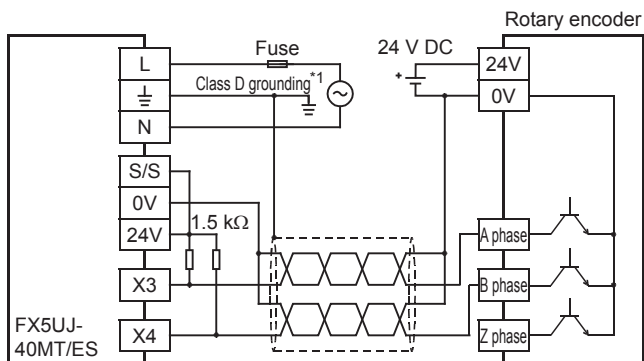 Rotary encoder
L
Fuse
24 V DC
24V
Class D grounding*1
+
0V
N
S/S
0V
1.5 kΩ
24V
A phase
X3
B phase
FX5UJ-
40MT/ES
X4
Z phase